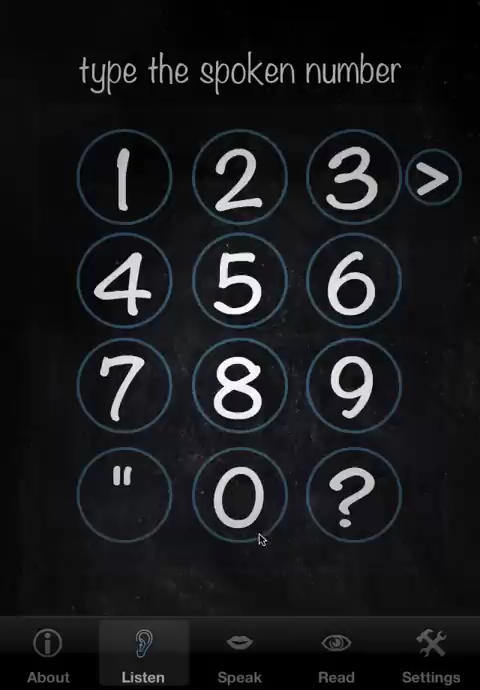 type the spoken number
1 2 3 >
4 5 6
7 8 9
" 0 ?
About Listen Speak Read Settings